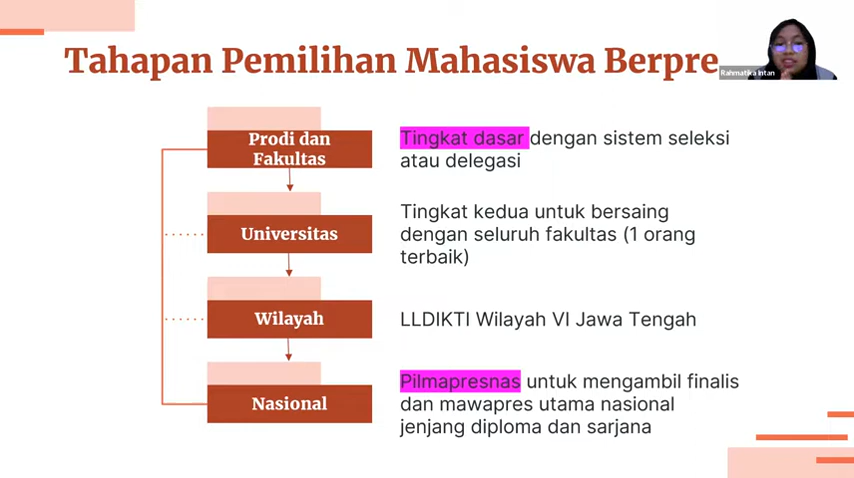 Tahapan Pemilihan Mahasiswa Berpre
Rahmatika Intan
Prodi dan
Fakultas
Tingkat dasar dengan sistem seleksi
atau delegasi
Universitas
Tingkat kedua untuk bersaing
dengan seluruh fakultas (1 orang
terbaik)
Wilayah
LLDIKTI Wilayah VI Jawa Tengah
Nasional
Pilmapresnas untuk mengambil finalis
dan mawapres utama nasional
jenjang diploma dan sarjana